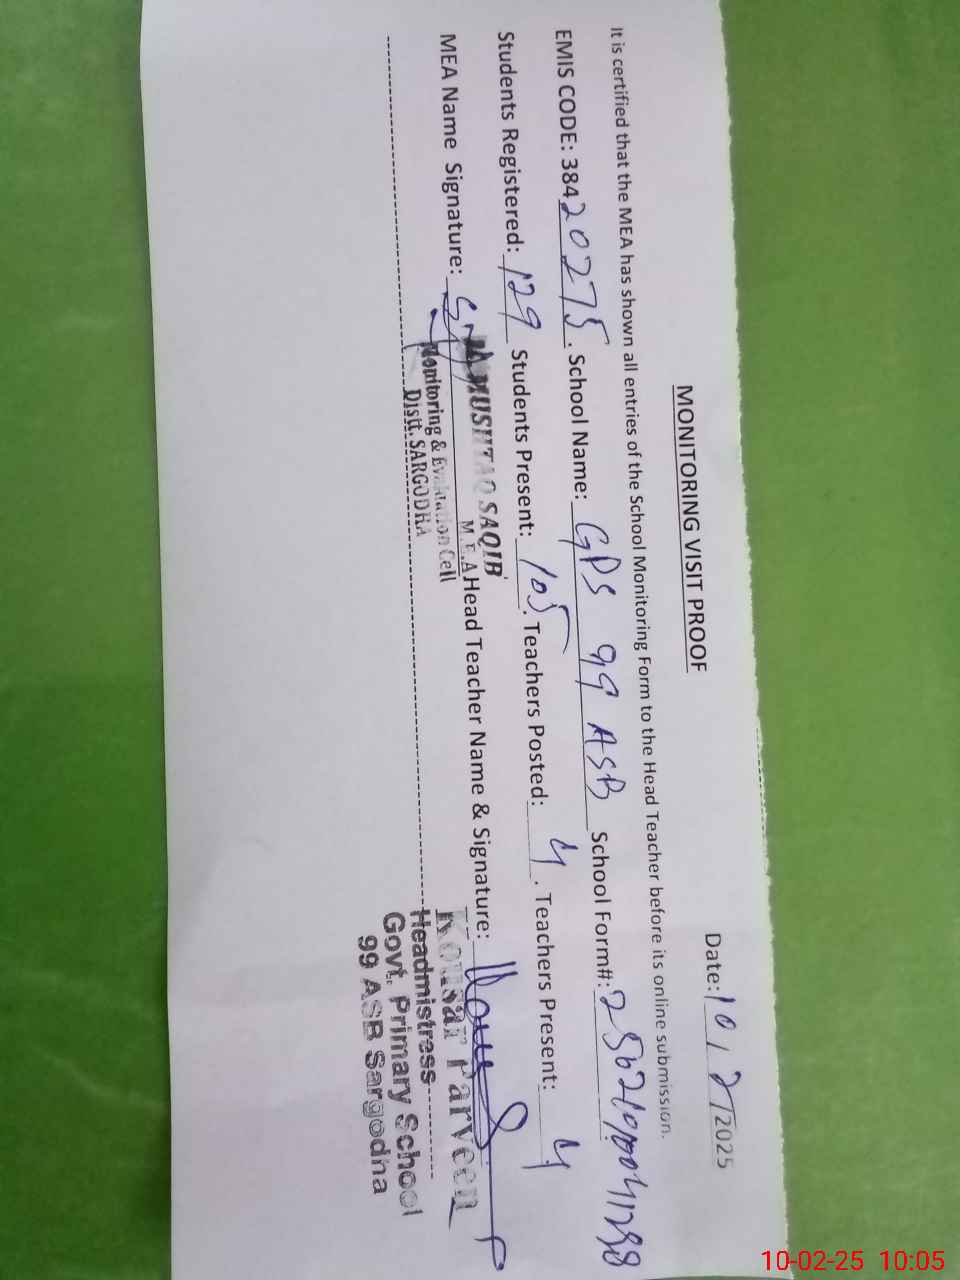 MONITORING VISIT PROOF
Date: 10/2/2025
It is certified that the MEA has shown all entries of the School Monitoring Form to the Head Teacher before its online submission.
EMIS CODE: 38420275. School Name: GPS 99 ASB School Form#:
Students Registered: 129 Students Present: 105. Teachers Posted: 4. Teachers Present: 4
MEA Name Signature: MUSHTAQ SAQIB Head Teacher Name & Signature:
M.E.A
Monitoring & Evaluation Cell
Distt. SARGODHA
Kousar Parveen
Headmistress
Govt. Primary School
99 ASB Sargodha
10-02-25 10:05